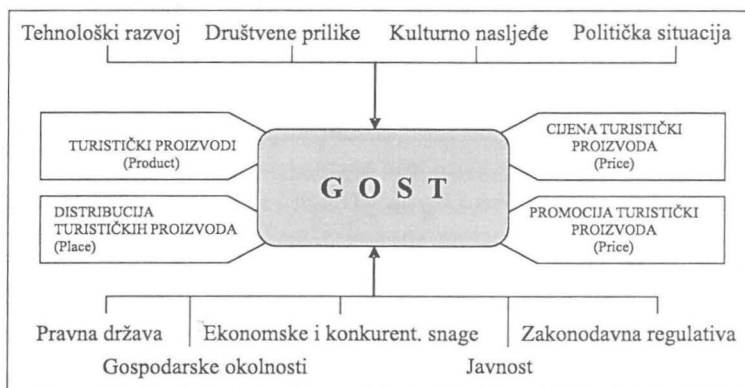 Tehnološki razvoj Društvene prilike Kulturno nasljeđe Politička situacija
TURISTIČKI PROIZVODI
(Product)
CIJENA TURISTIČKI
PROIZVODA
(Price)
G O S T
DISTRIBUCIJA
TURISTIČKIH PROIZVODA
(Place)
PROMOCIJA TURISTIČKI
PROIZVODA
(Price)
Pravna država Ekonomske i konkurent. snage Zakonodavna regulativa
Gospodarske okolnosti Javnost